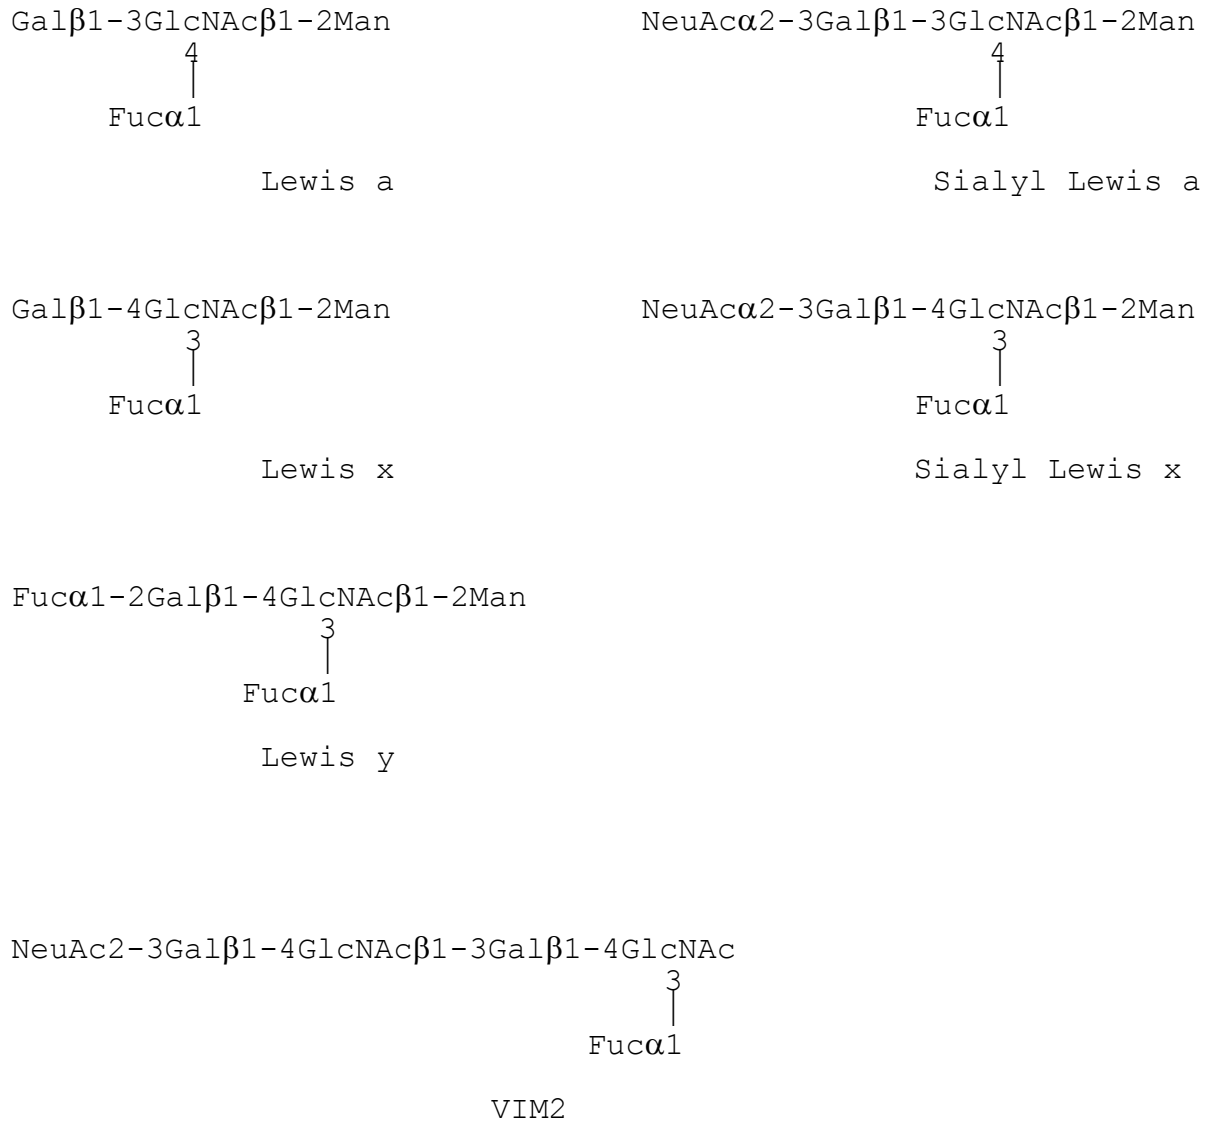 Galβ1-3GlcNAcβ1-2Man
4
Fucα1
Lewis a
NeuAcα2-3Galβ1-3GlcNAcβ1-2Man
4
Fucα1
Sialyl Lewis a
Galβ1-4GlcNAcβ1-2Man
3
Fucα1
Lewis x
NeuAcα2-3Galβ1-4GlcNAcβ1-2Man
3
Fucα1
Sialyl Lewis x
Fucα1-2Galβ1-4GlcNAcβ1-2Man
3
Fucα1
Lewis y
NeuAc2-3Galβ1-4GlcNAcβ1-3Galβ1-4GlcNAc
3
Fucα1
VIM2